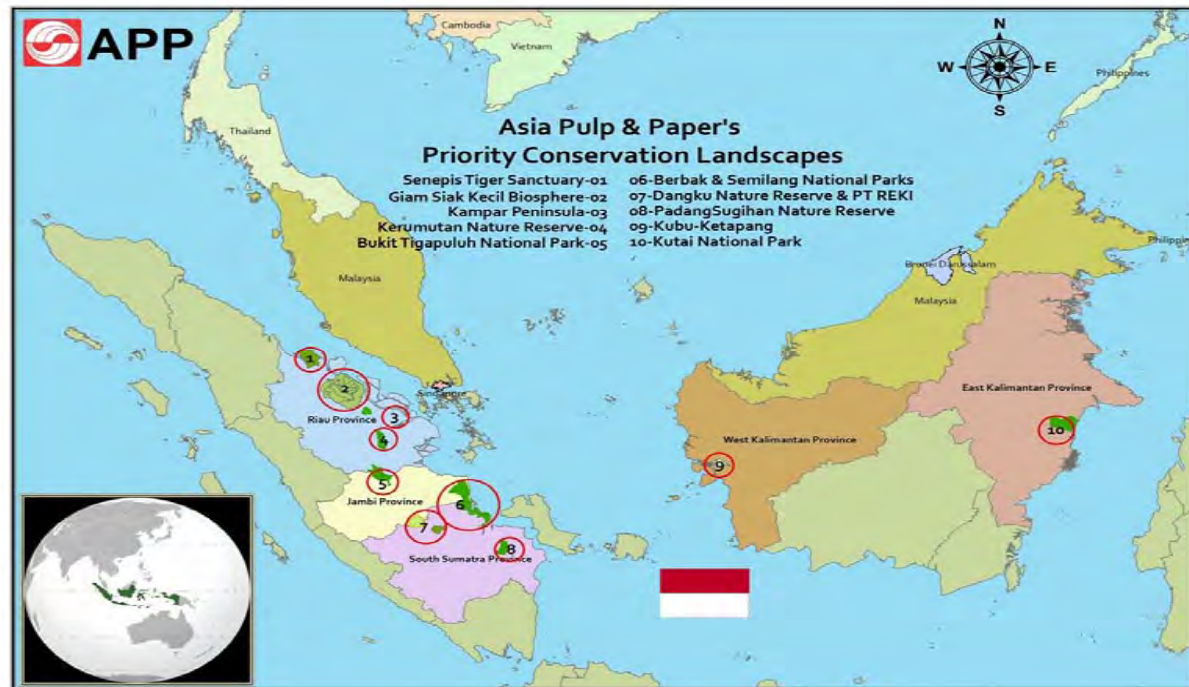 APP
Cambodia
Vietnam
N
W E
S
Philippines
Thailand
Asia Pulp & Paper's
Priority Conservation Landscapes
Senepis Tiger Sanctuary-01
Giam Siak Kecil Biosphere-02
Kampar Peninsula-03
Kerumutan Nature Reserve-04
Bukit Tigapuluh National Park-05
06-Berbak & Semilang National Parks
07-Dangku Nature Reserve & PT REKI
08-PadangSugihan Nature Reserve
09-Kubu-Ketapang
10-Kutai National Park
Philippin
Brunei Darussalam
Malaysia
Malaysia
Singapore
1
2
3
Riau Province
4
5
Jambi Province
6
7
8
South Sumatra Province
East Kalimantan Province
10
West Kalimantan Province
9